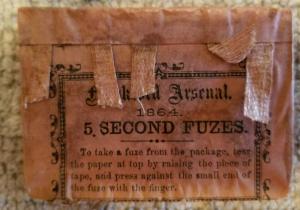 Arsenal.
1864.
5. SECOND FUZES.
To take a fuze from the package, tear
the paper at top by raising the piece of
tape, and press against the small end of
the fuze with the finger.